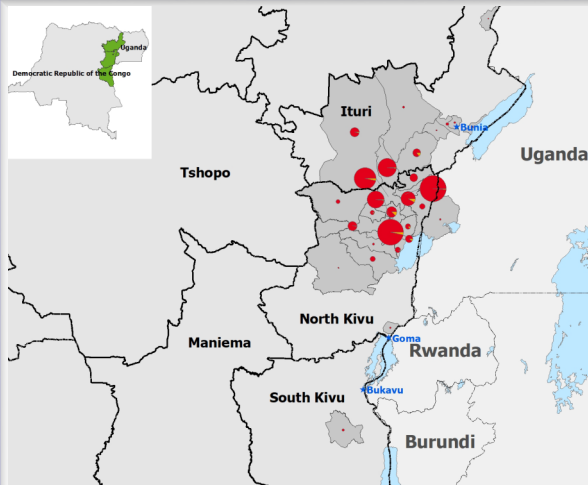 Uganda
Democratic Republic of the Congo
Ituri
Bunia
Uganda
Tshopo
North Kivu
Goma
Maniema
Rwanda
South Kivu
Bukavu
Burundi